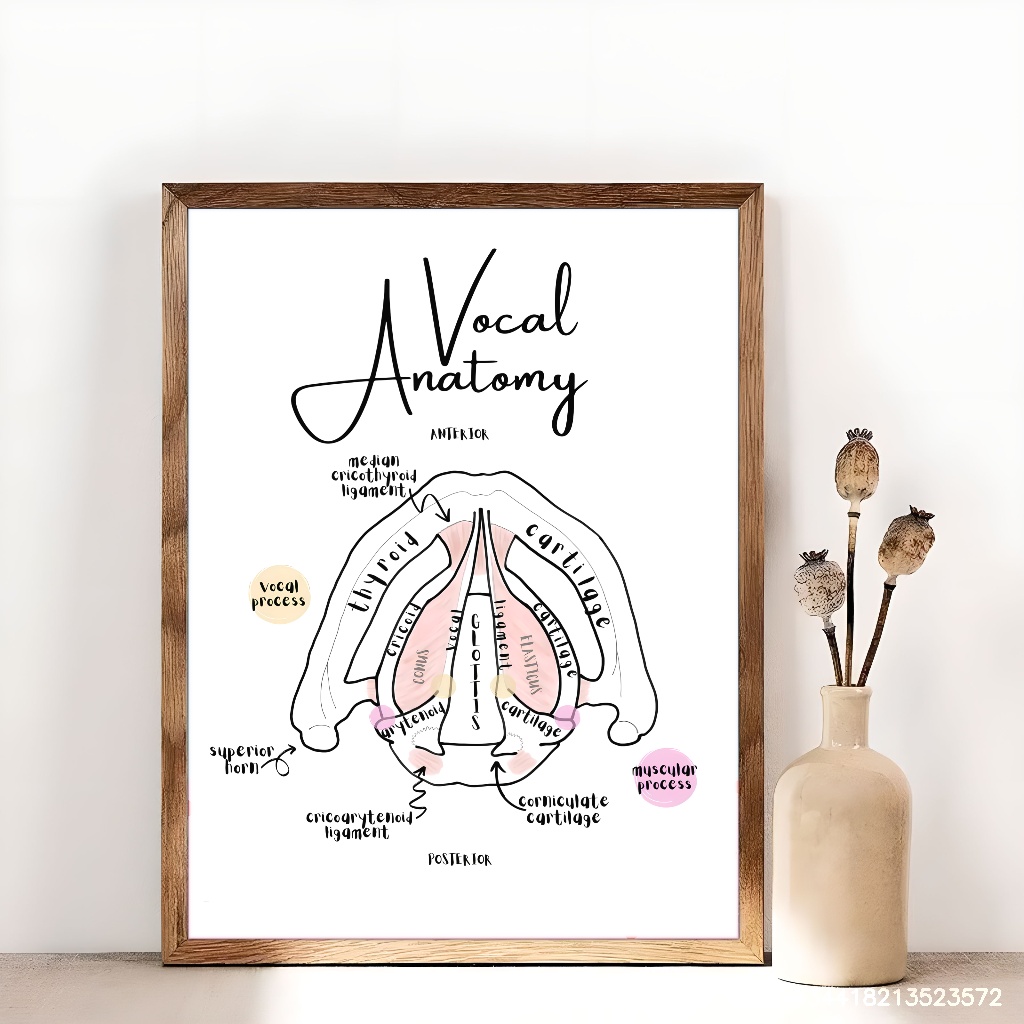 Vocal
Anatomy
ANTERIOR
median
cricothyroid
ligament
thyroid
cartilage
vocal
process
cricoid
vocal
GLOTTIS
ligament
cartilage
CONUS
ELASTICUS
arytenoid
cartilage
superior
horn
muscular
process
cricoarytenoid
ligament
corniculate
cartilage
POSTERIOR
18213523572